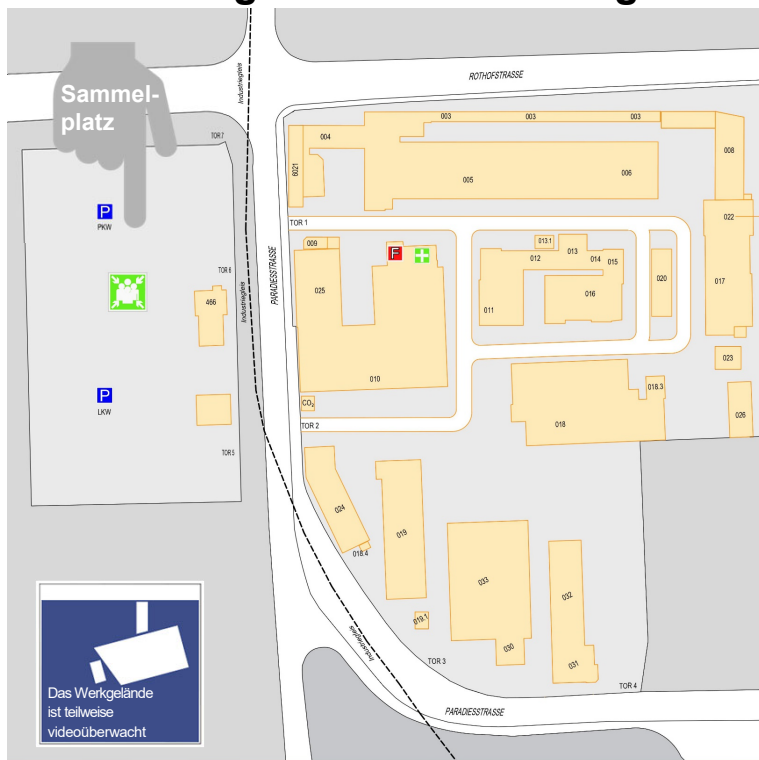 ROTHOFSTRASSE
Industriegleis
Sammel-
platz
TOR 7
003
003
003
004
008
6021
005
006
P
PKW
TOR 1
022
009
F
013.1
013
012
014
015
TOR 6
PARADIESSTRASSE
Industriegleis
466
025
011
016
020
017
010
023
P
LKW
CO₂
018.3
026
TOR 2
018
TOR 5
024
019
018.4
033
032
019.1
Industriegleis
030
031
TOR 3
TOR 4
PARADIESSTRASSE
Das Werkgelände
ist teilweise
videoüberwacht